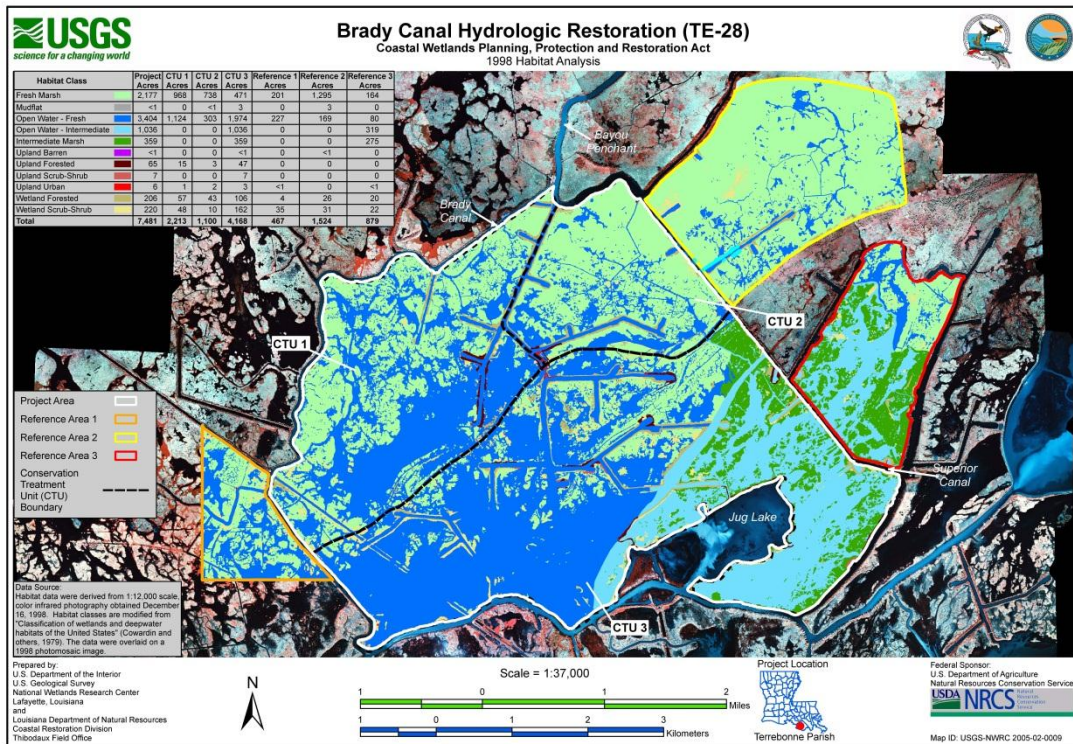 USGS
science for a changing world
Brady Canal Hydrologic Restoration (TE-28)
Coastal Wetlands Planning, Protection and Restoration Act
1998 Habitat Analysis
Habitat Class Project Acres CTU 1 Acres CTU 2 Acres CTU 3 Acres Reference 1 Acres Reference 2 Acres Reference 3 Acres
Fresh Marsh 2,177 968 738 471 201 1,295 164
Mudflat <1 0 <1 3 0 3 0
Open Water - Fresh 3,404 1,124 303 1,974 227 169 80
Open Water - Intermediate 1,036 0 0 1,036 0 0 319
Intermediate Marsh 359 0 0 359 0 0 275
Upland Barren <1 0 0 <1 0 <1 0
Upland Forested 65 15 3 47 0 0 0
Upland Scrub-Shrub 7 0 0 7 0 0 0
Upland Urban 6 1 2 3 <1 0 <1
Wetland Forested 206 57 43 106 4 26 20
Wetland Scrub-Shrub 220 48 10 162 35 31 22
Total 7,481 2,213 1,100 4,168 467 1,524 879
Bayou
Penchant
Brady
Canal
CTU 1
CTU 2
CTU 3
Jug Lake
Superior
Canal
Project Area
Reference Area 1
Reference Area 2
Reference Area 3
Conservation
Treatment
Unit (CTU)
Boundary
Data Source:
Habitat data were derived from 1:12,000 scale,
color infrared photography obtained December
16, 1998. Habitat classes are modified from
"Classification of wetlands and deepwater
habitats of the United States" (Cowardin and
others, 1979). The data were overlaid on a
1998 photomosaic image.
Prepared by:
U.S. Department of the Interior
U.S. Geological Survey
National Wetlands Research Center
Lafayette, Louisiana
and
Louisiana Department of Natural Resources
Coastal Restoration Division
Thibodaux Field Office
N
Scale = 1:37,000
1 0 1 2
Miles
1 0 1 2 3
Kilometers
Project Location
Terrebonne Parish
Federal Sponsor:
U.S. Department of Agriculture
Natural Resources Conservation Service
USDA NRCS Natural
Resources
Conservation
Service
Map ID: USGS-NWRC 2005-02-0009